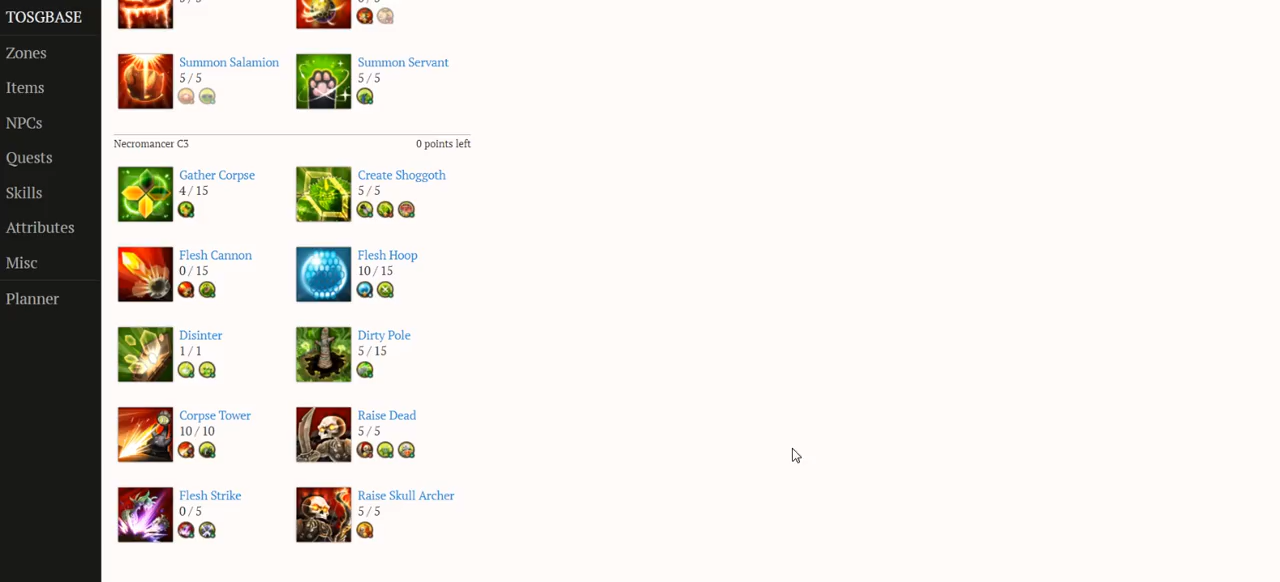 TOSGBASE
Zones
Items
NPCs
Quests
Skills
Attributes
Misc
Planner
Summon Salamion
5 / 5
Summon Servant
5 / 5
Necromancer C3
0 points left
Gather Corpse
4 / 15
Create Shoggoth
5 / 5
Flesh Cannon
0 / 15
Flesh Hoop
10 / 15
Disinter
1 / 1
Dirty Pole
5 / 15
Corpse Tower
10 / 10
Raise Dead
5 / 5
Flesh Strike
0 / 5
Raise Skull Archer
5 / 5